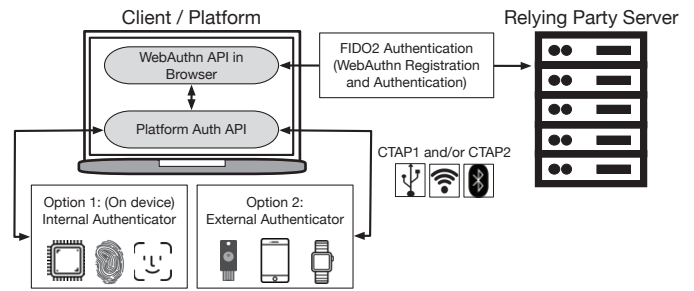 Client / Platform
Relying Party Server
WebAuthn API in
Browser
FIDO2 Authentication
(WebAuthn Registration
and Authentication)
Platform Auth API
CTAP1 and/or CTAP2
Option 1: (On device)
Internal Authenticator
Option 2:
External Authenticator